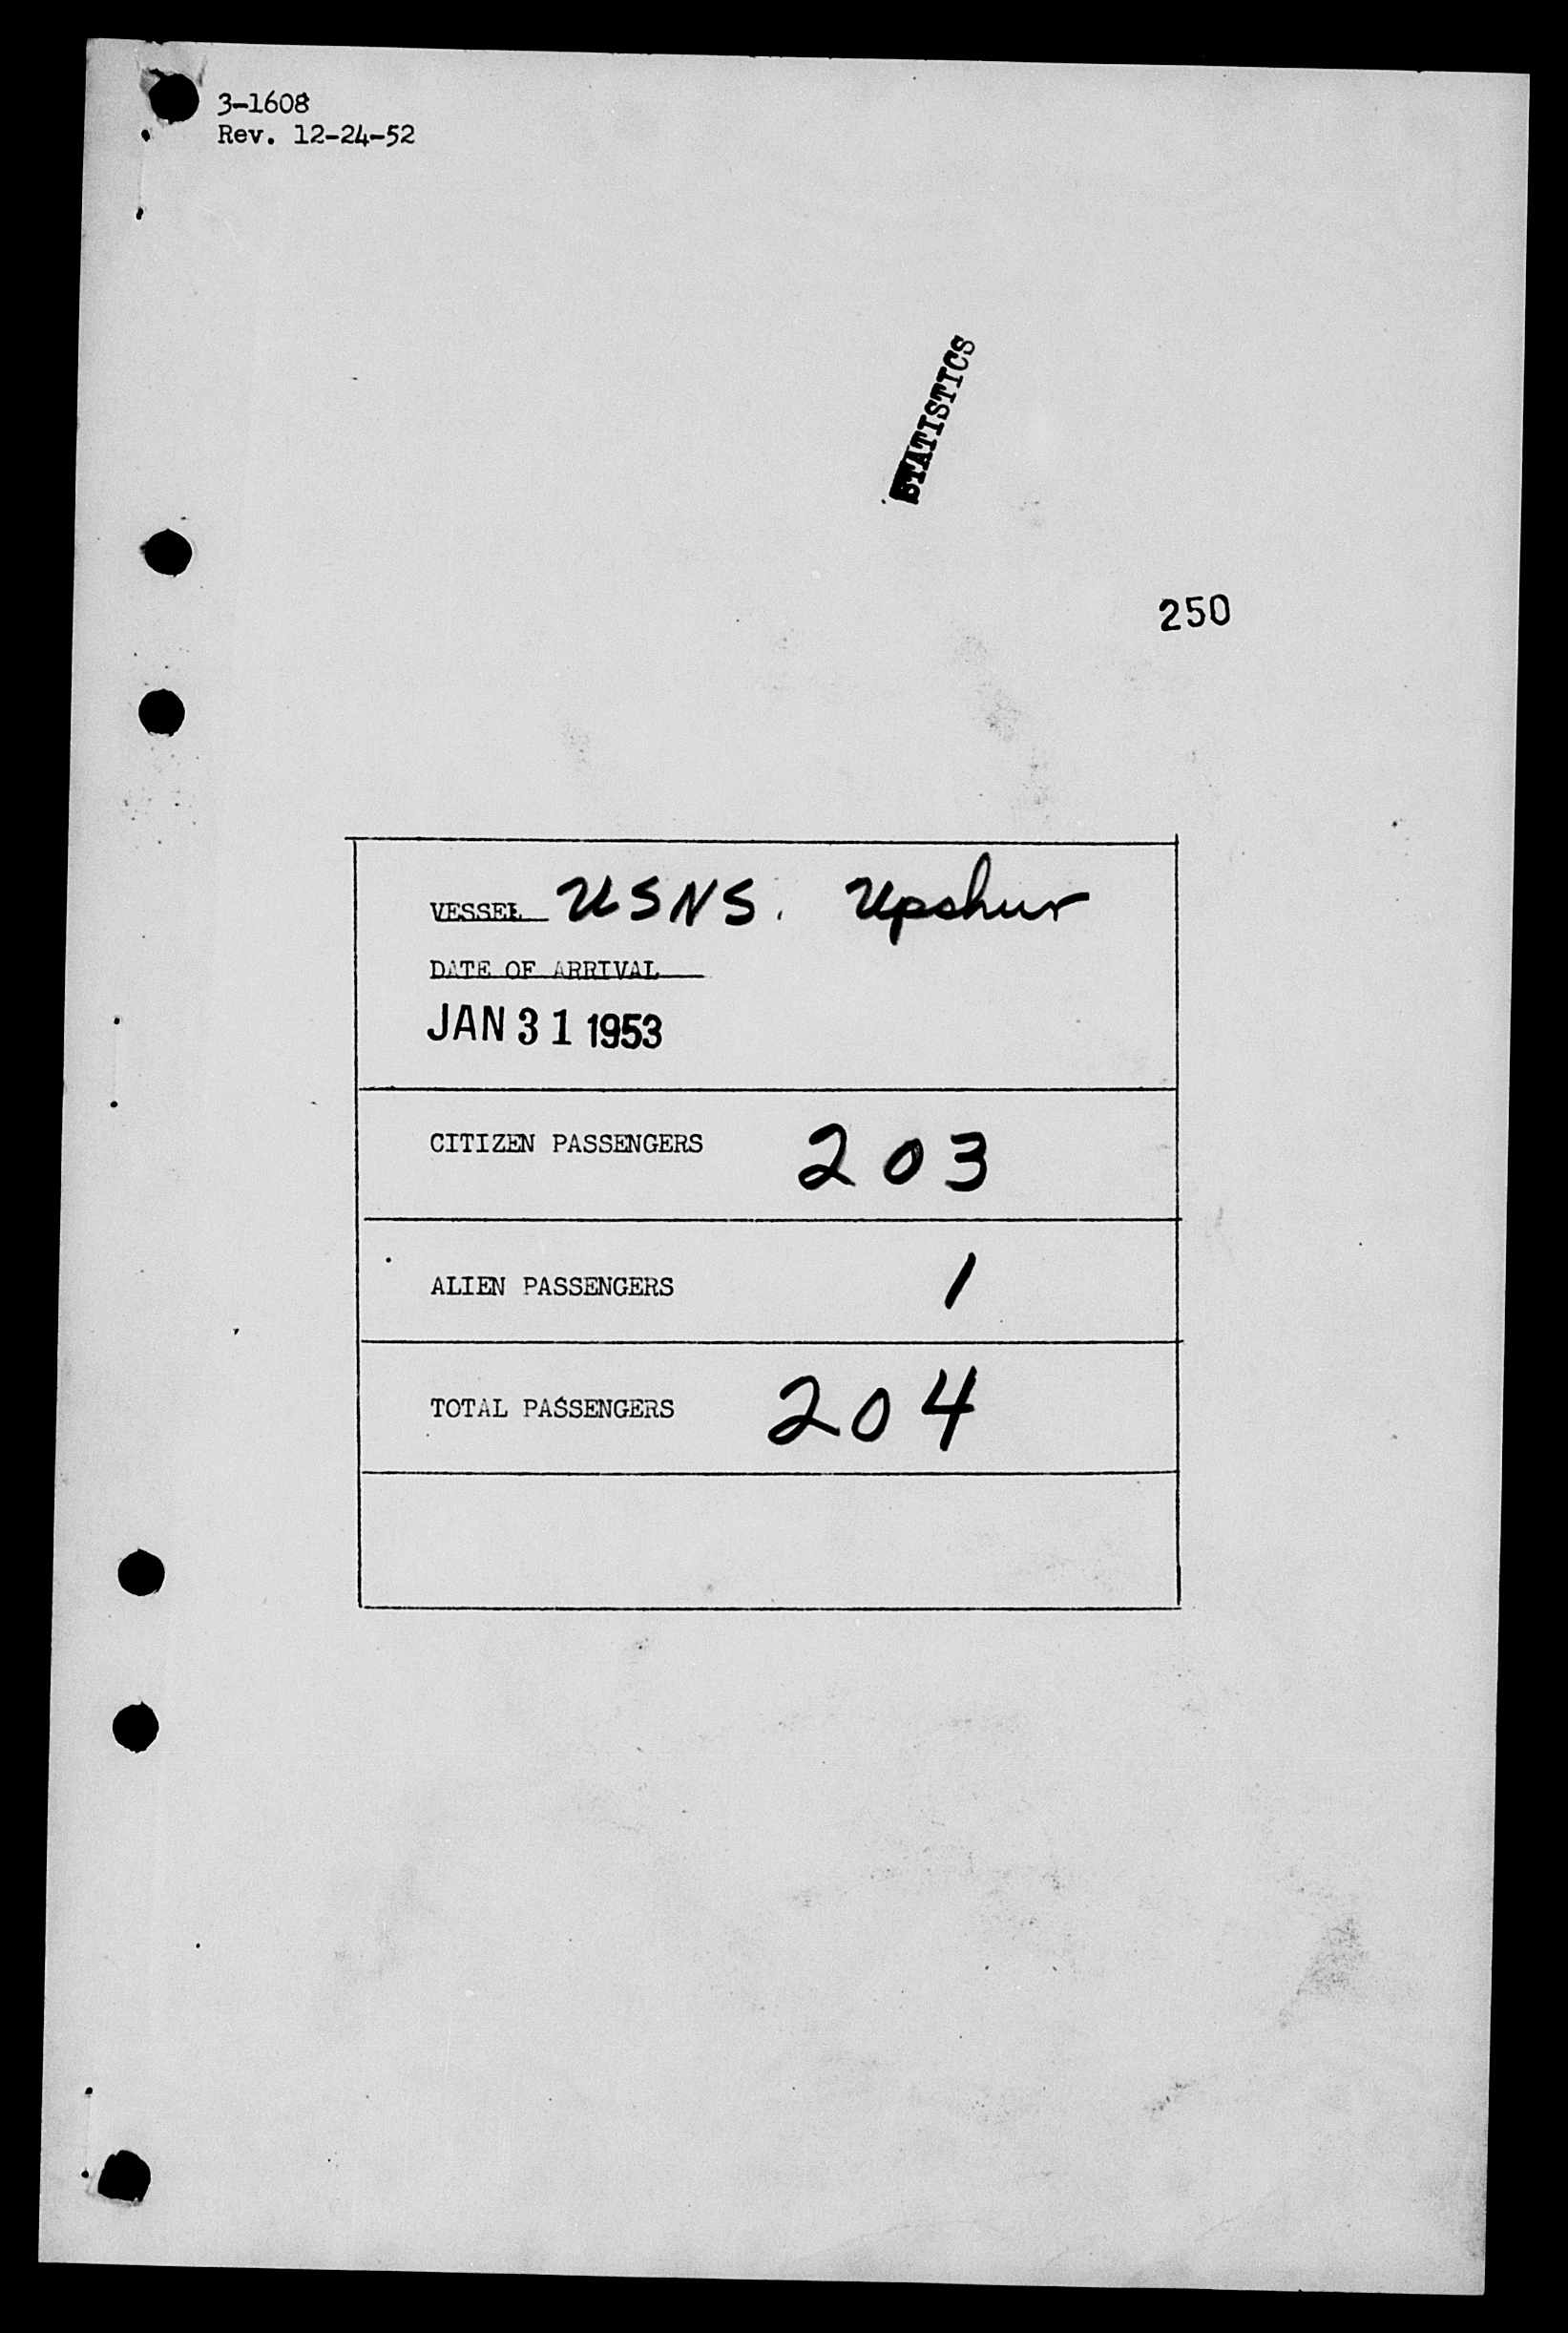 3-1608
Rev. 12-24-52
STATISTICS
250
VESSEL USNS. Upshur
DATE OF ARRIVAL
JAN 31 1953
CITIZEN PASSENGERS 203
ALIEN PASSENGERS 1
TOTAL PASSENGERS 204